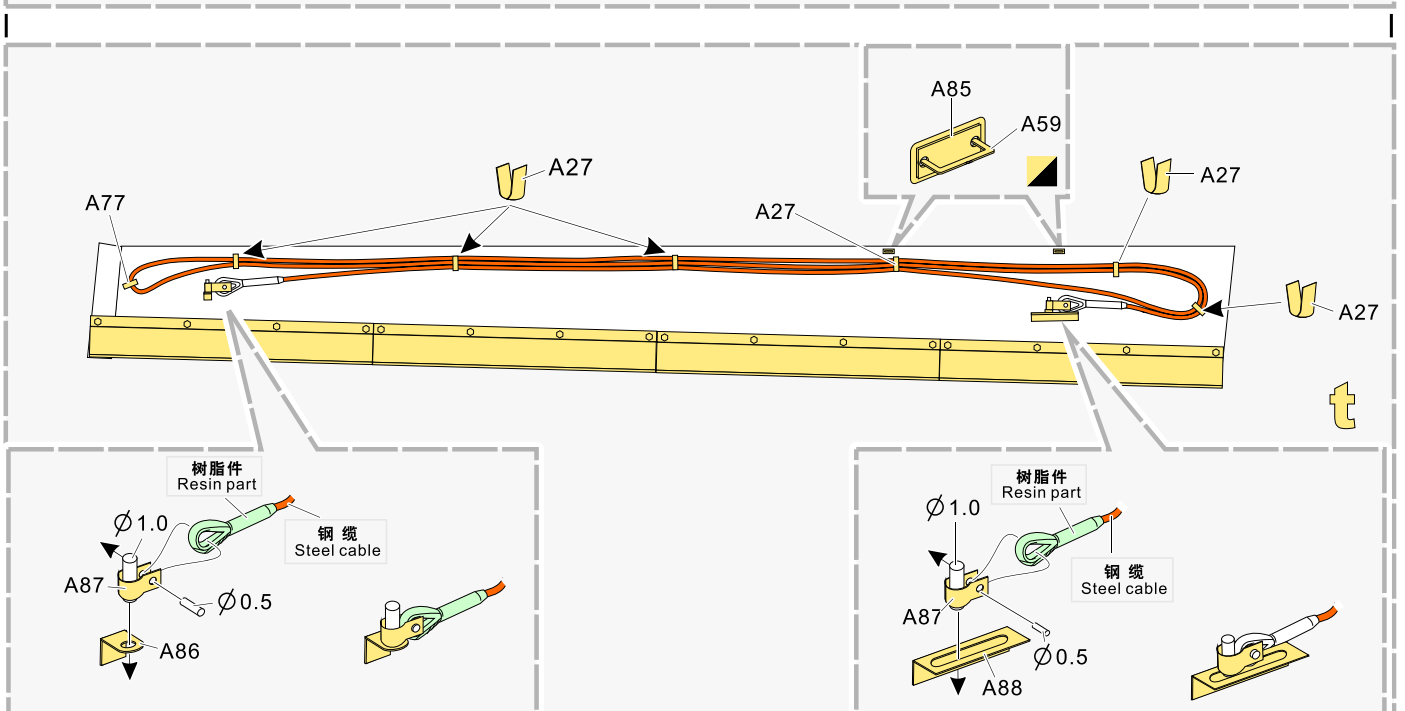 A85
A59
A27
A27
A77
A27
A27
t
树脂件
Resin part
钢 缆
Steel cable
∅1.0
A87
∅0.5
A86
树脂件
Resin part
∅1.0
钢 缆
Steel cable
A87
∅0.5
A88